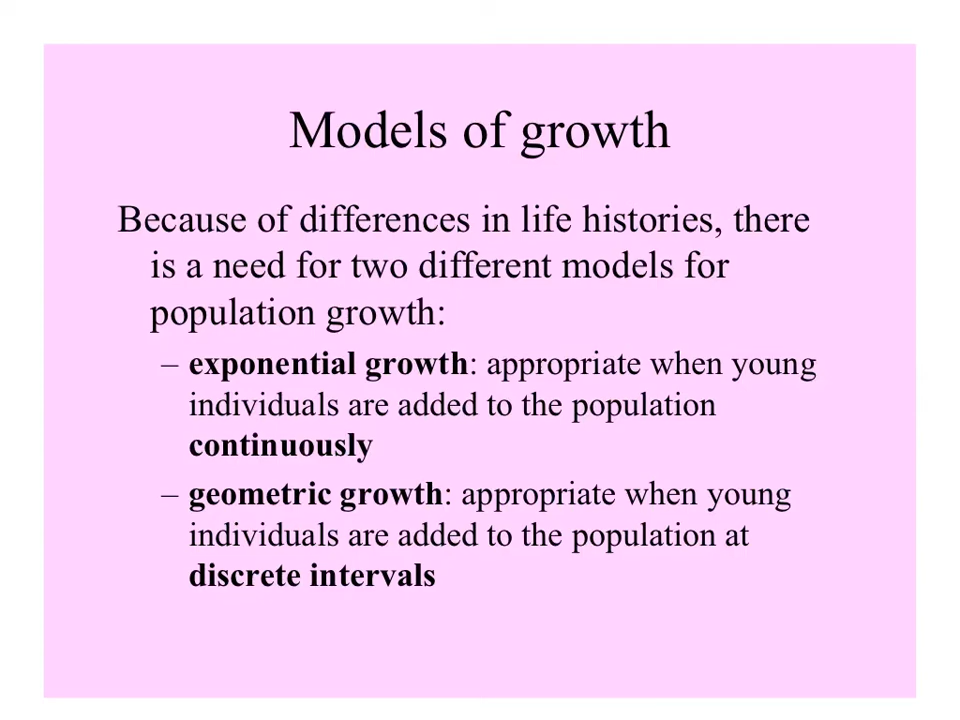 Models of growth
Because of differences in life histories, there
is a need for two different models for
population growth:
– exponential growth: appropriate when young
individuals are added to the population
continuously
– geometric growth: appropriate when young
individuals are added to the population at
discrete intervals